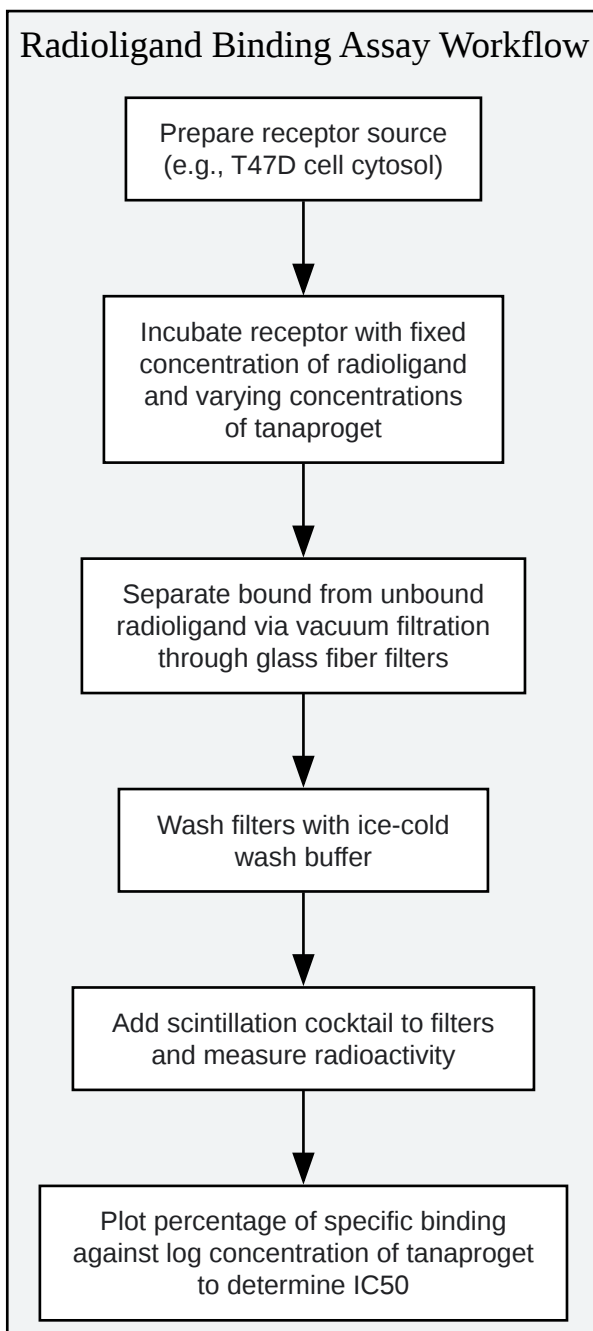 Radioligand Binding Assay Workflow
Prepare receptor source
(e.g., T47D cell cytosol)
Incubate receptor with fixed
concentration of radioligand
and varying concentrations
of tanaproget
Separate bound from unbound
radioligand via vacuum filtration
through glass fiber filters
Wash filters with ice-cold
wash buffer
Add scintillation cocktail to filters
and measure radioactivity
Plot percentage of specific binding
against log concentration of tanaproget
to determine IC50